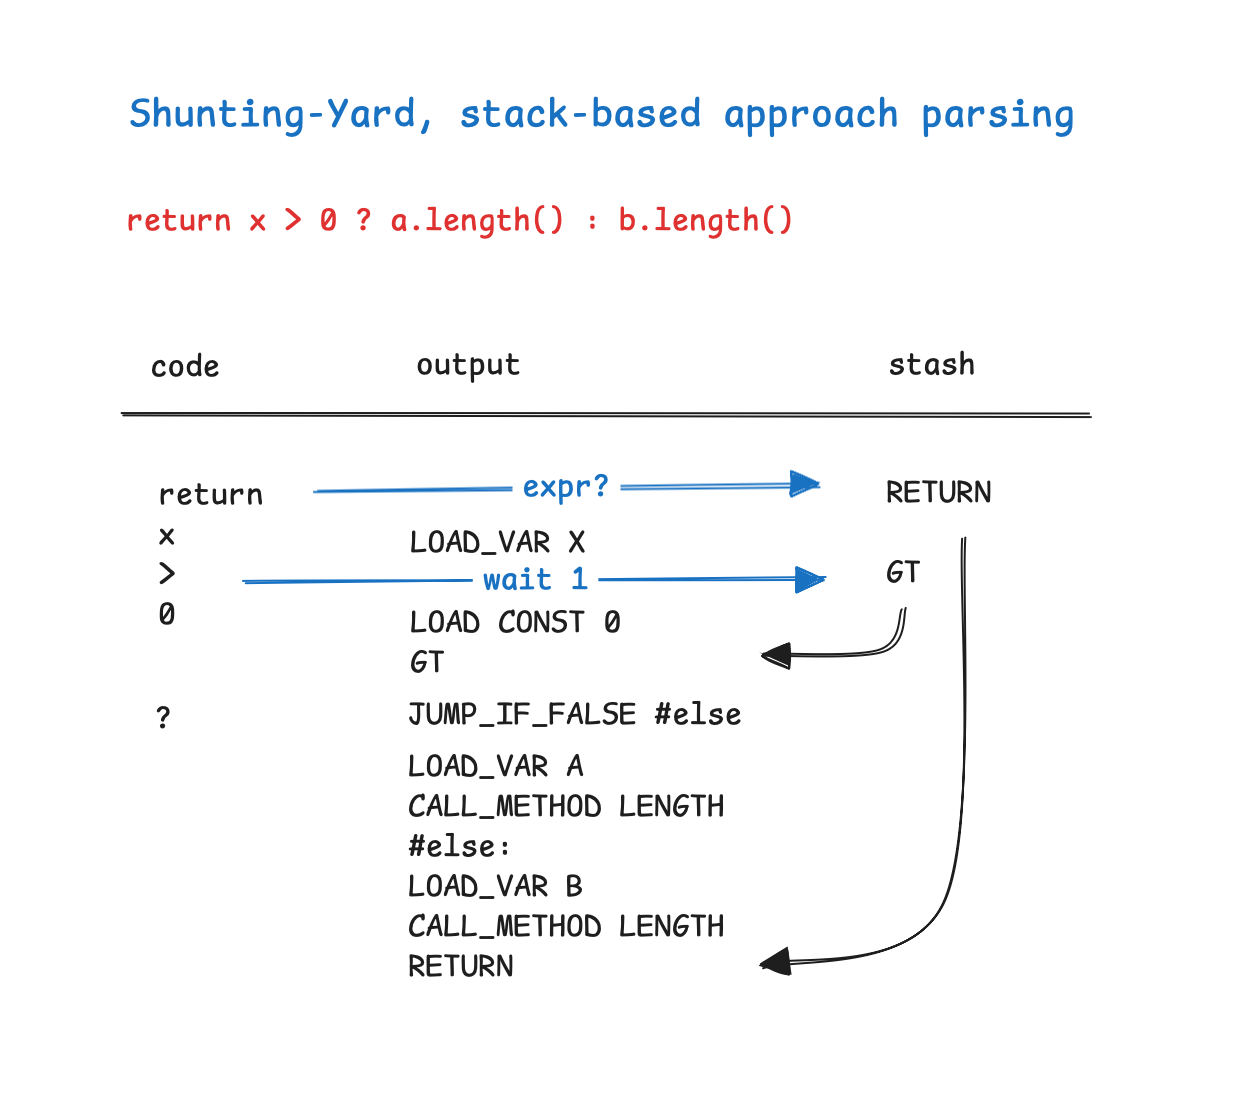 Shunting-Yard, stack-based approach parsing
return x > 0 ? a.length() : b.length()
code output stash
return expr? RETURN
x LOAD_VAR X
> wait 1 GT
0 LOAD CONST 0
GT
? JUMP_IF_FALSE #else
LOAD_VAR A
CALL_METHOD LENGTH
#else:
LOAD_VAR B
CALL_METHOD LENGTH
RETURN